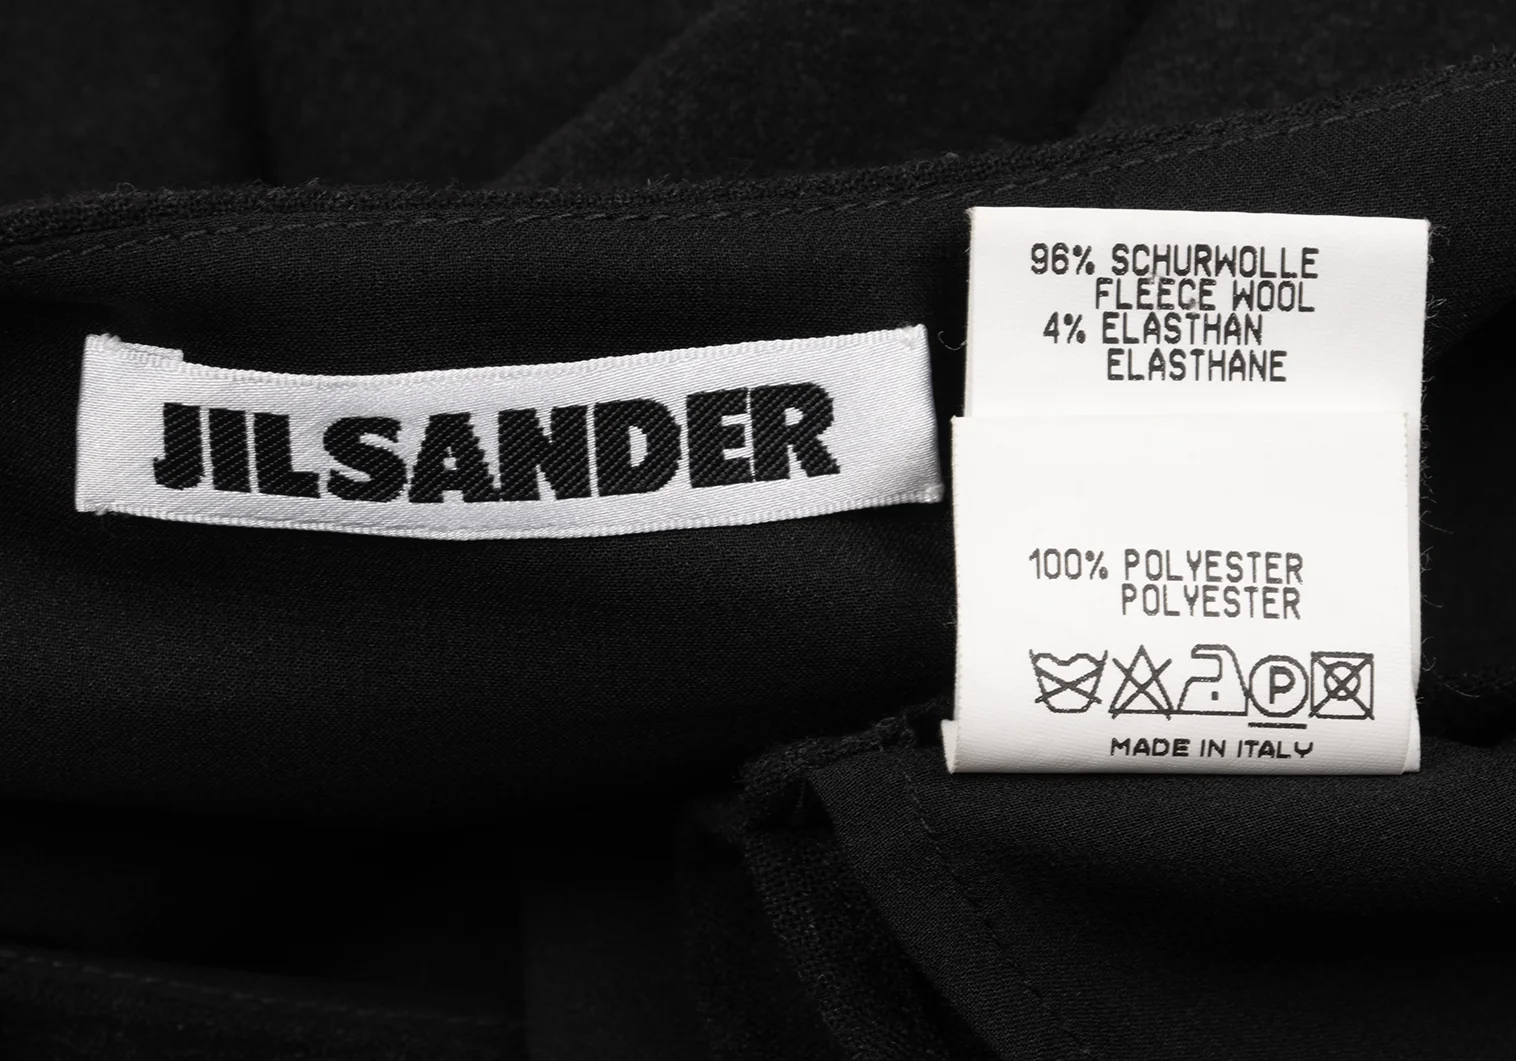 JILSANDER
96% SCHURWOLLE
FLEECE WOOL
4% ELASTHAN
ELASTHANE
100% POLYESTER
POLYESTER
P
MADE IN ITALY